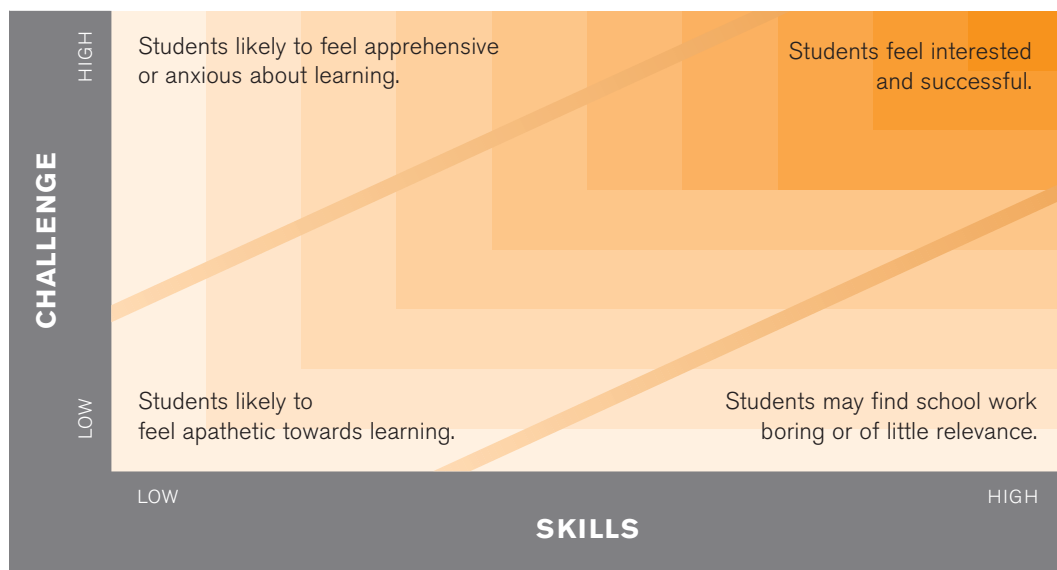 HIGH
Students likely to feel apprehensive
or anxious about learning.
Students feel interested
and successful.
CHALLENGE
LOW
Students likely to
feel apathetic towards learning.
Students may find school work
boring or of little relevance.
LOW
HIGH
SKILLS